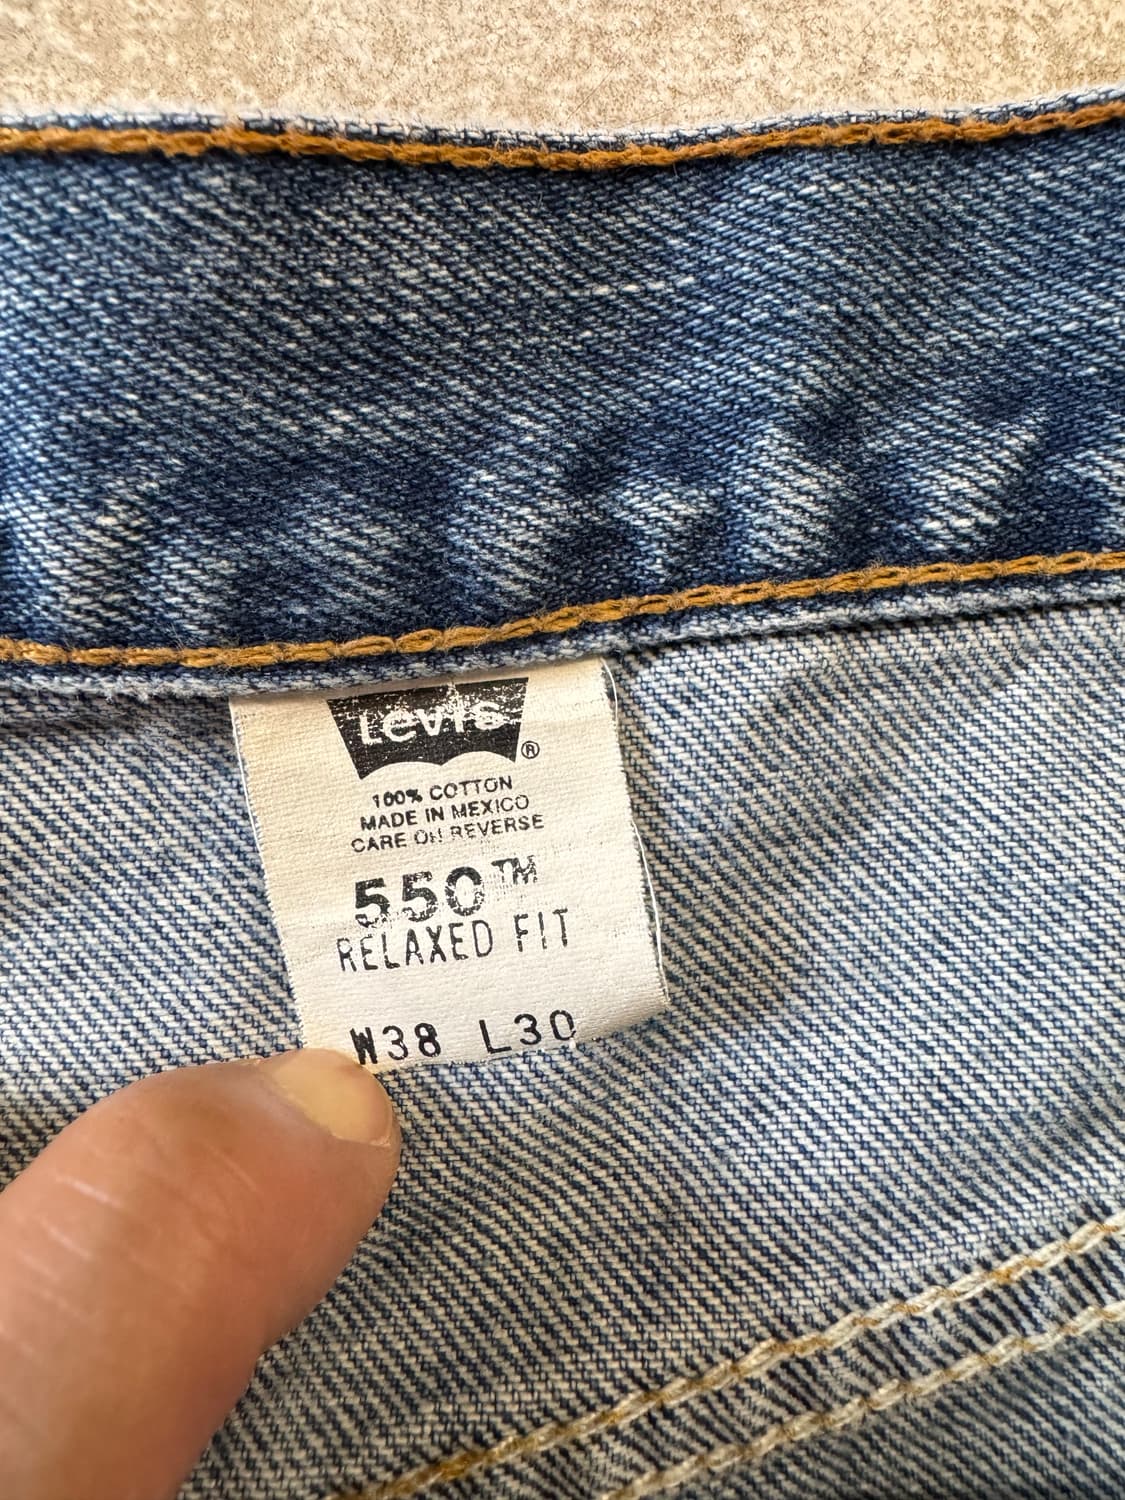 LEVI'S ®
100% COTTON
MADE IN MEXICO
CARE ON REVERSE
550™
RELAXED FIT
W38 L30